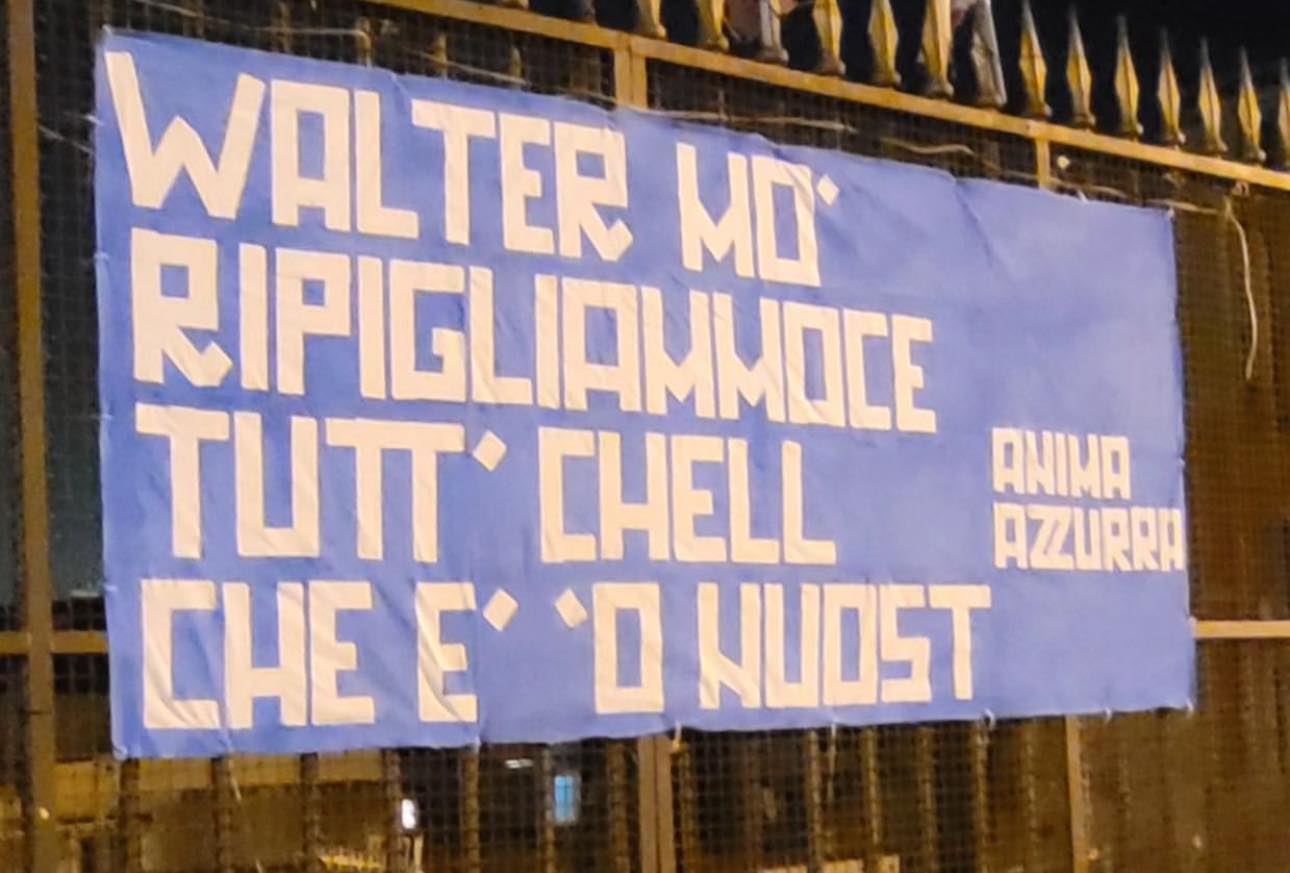 WALTER MO'
RIPIGLIAMMOCE
TUTT' CHELL
CHE E' 'O NUOST
ANIMA
AZZURRA